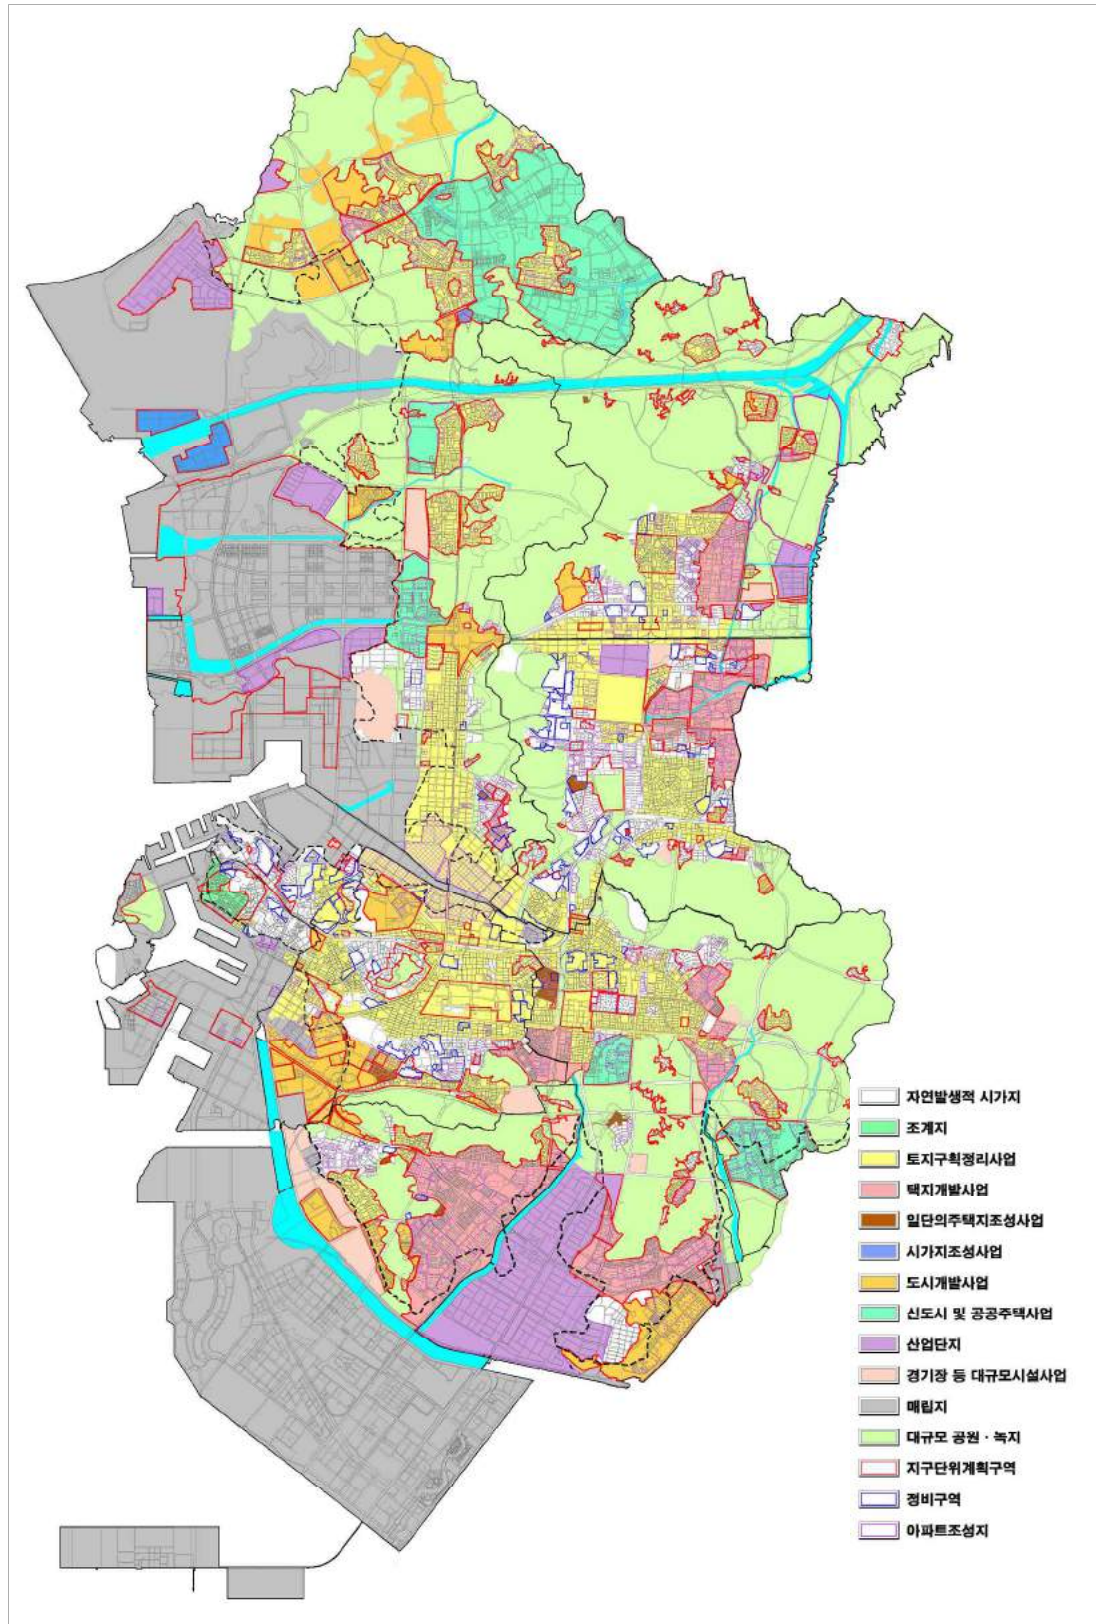 자연발생적 시가지
조계지
토지구획정리사업
택지개발사업
일단의주택지조성사업
시가지조성사업
도시개발사업
신도시 및 공공주택사업
산업단지
경기장 등 대규모시설사업
매립지
대규모 공원 · 녹지
지구단위계획구역
정비구역
아파트조성지